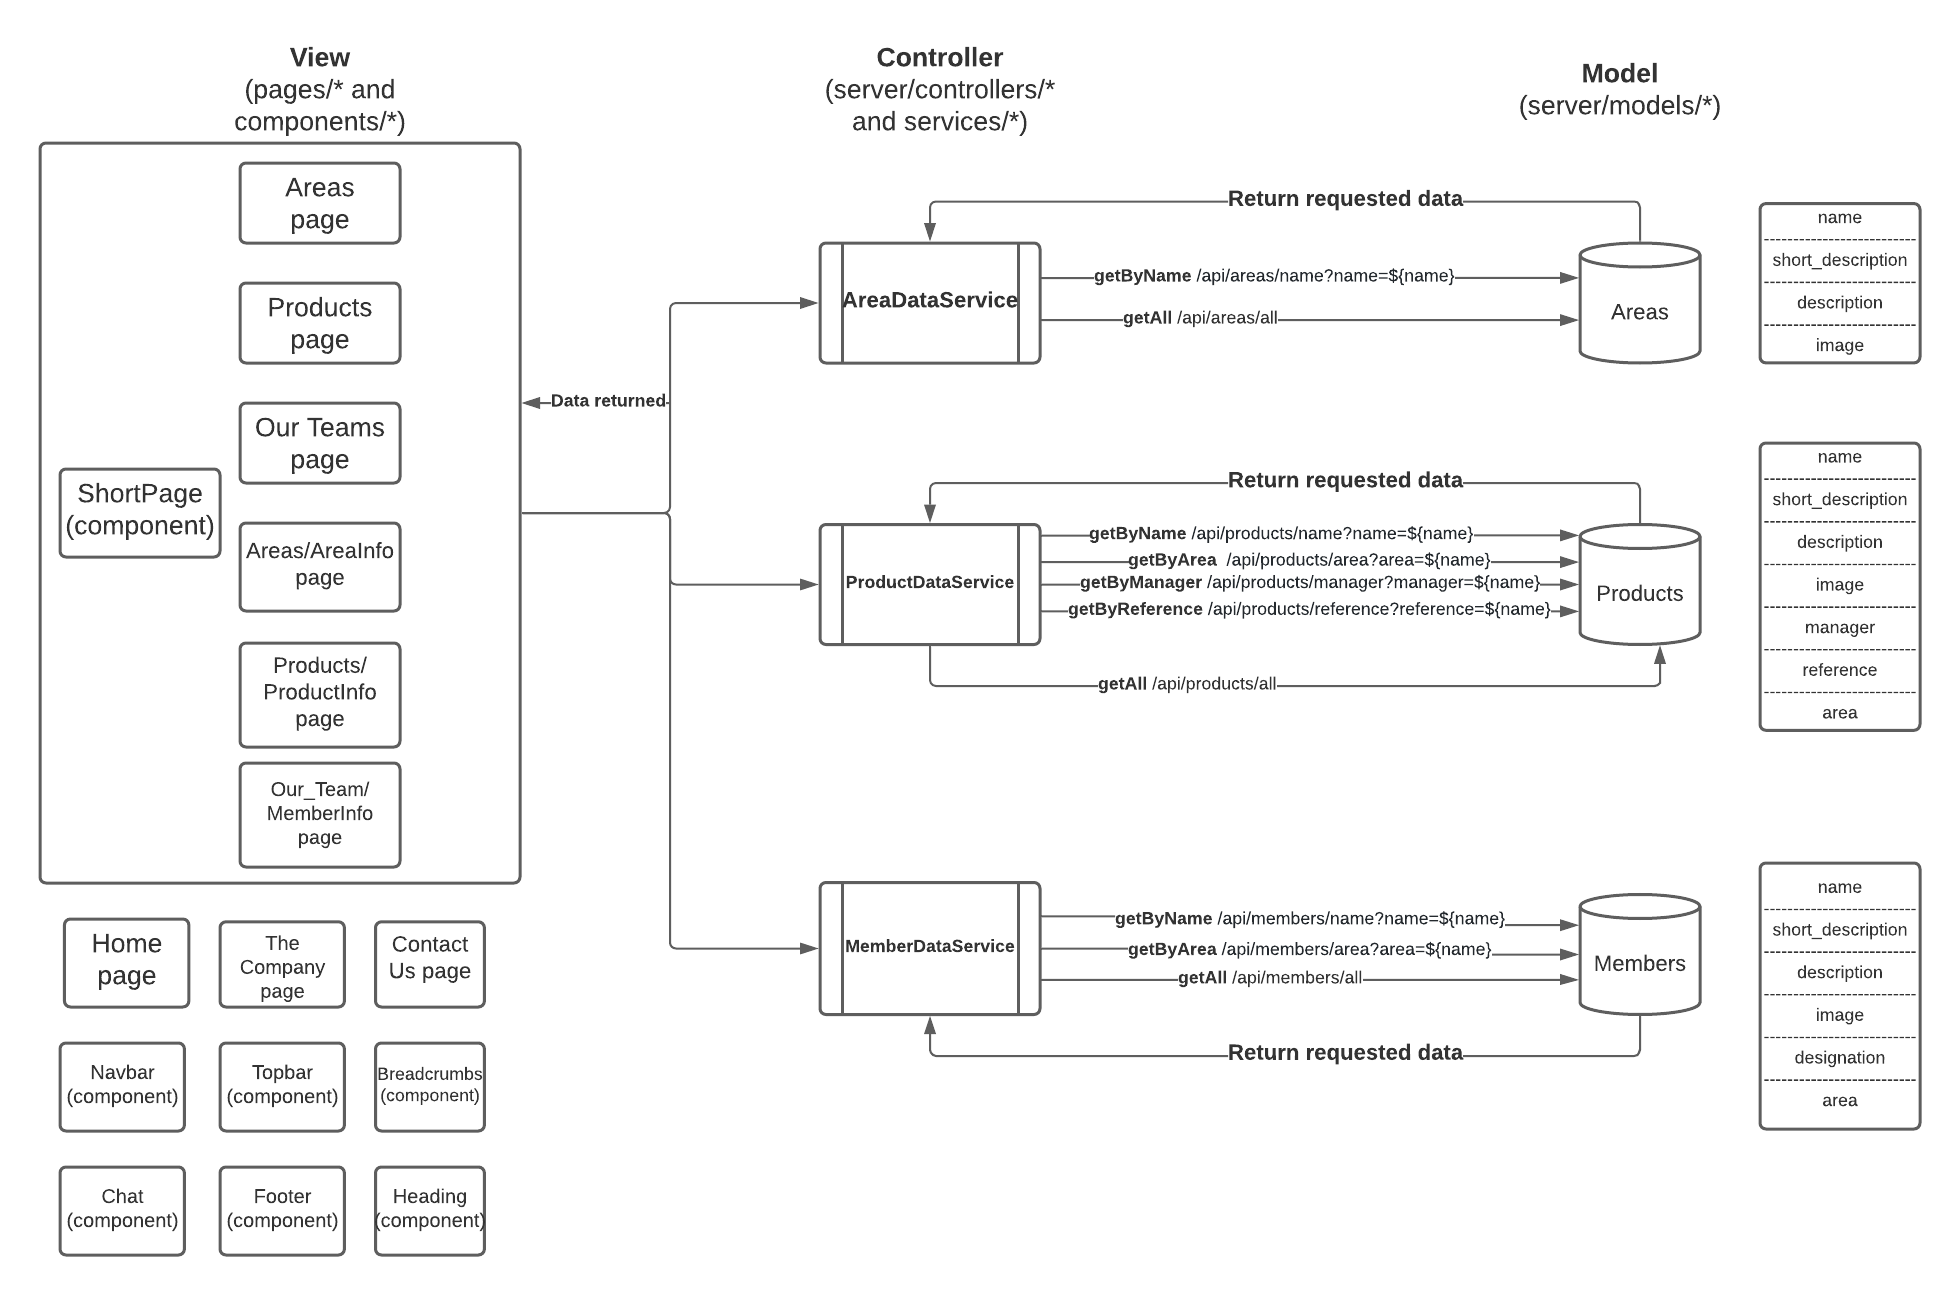 View
(pages/* and
components/*)
Controller
(server/controllers/*
and services/*)
Model
(server/models/*)
Areas
page
Products
page
Our Teams
page
ShortPage
(component)
Areas/AreaInfo
page
Products/
ProductInfo
page
Our_Team/
MemberInfo
page
Home
page
The
Company
page
Contact
Us page
Navbar
(component)
Topbar
(component)
Breadcrumbs
(component)
Chat
(component)
Footer
(component)
Heading
(component)
Data returned
Return requested data
AreaDataService
getByName /api/areas/name?name=${name}
getAll /api/areas/all
Areas
name
short_description
description
image
Return requested data
ProductDataService
getByName /api/products/name?name=${name}
getByArea  /api/products/area?area=${name}
getByManager /api/products/manager?manager=${name}
getByReference /api/products/reference?reference=${name}
getAll /api/products/all
Products
name
short_description
description
image
manager
reference
area
MemberDataService
getByName /api/members/name?name=${name}
getByArea /api/members/area?area=${name}
getAll /api/members/all
Return requested data
Members
name
short_description
description
image
designation
area